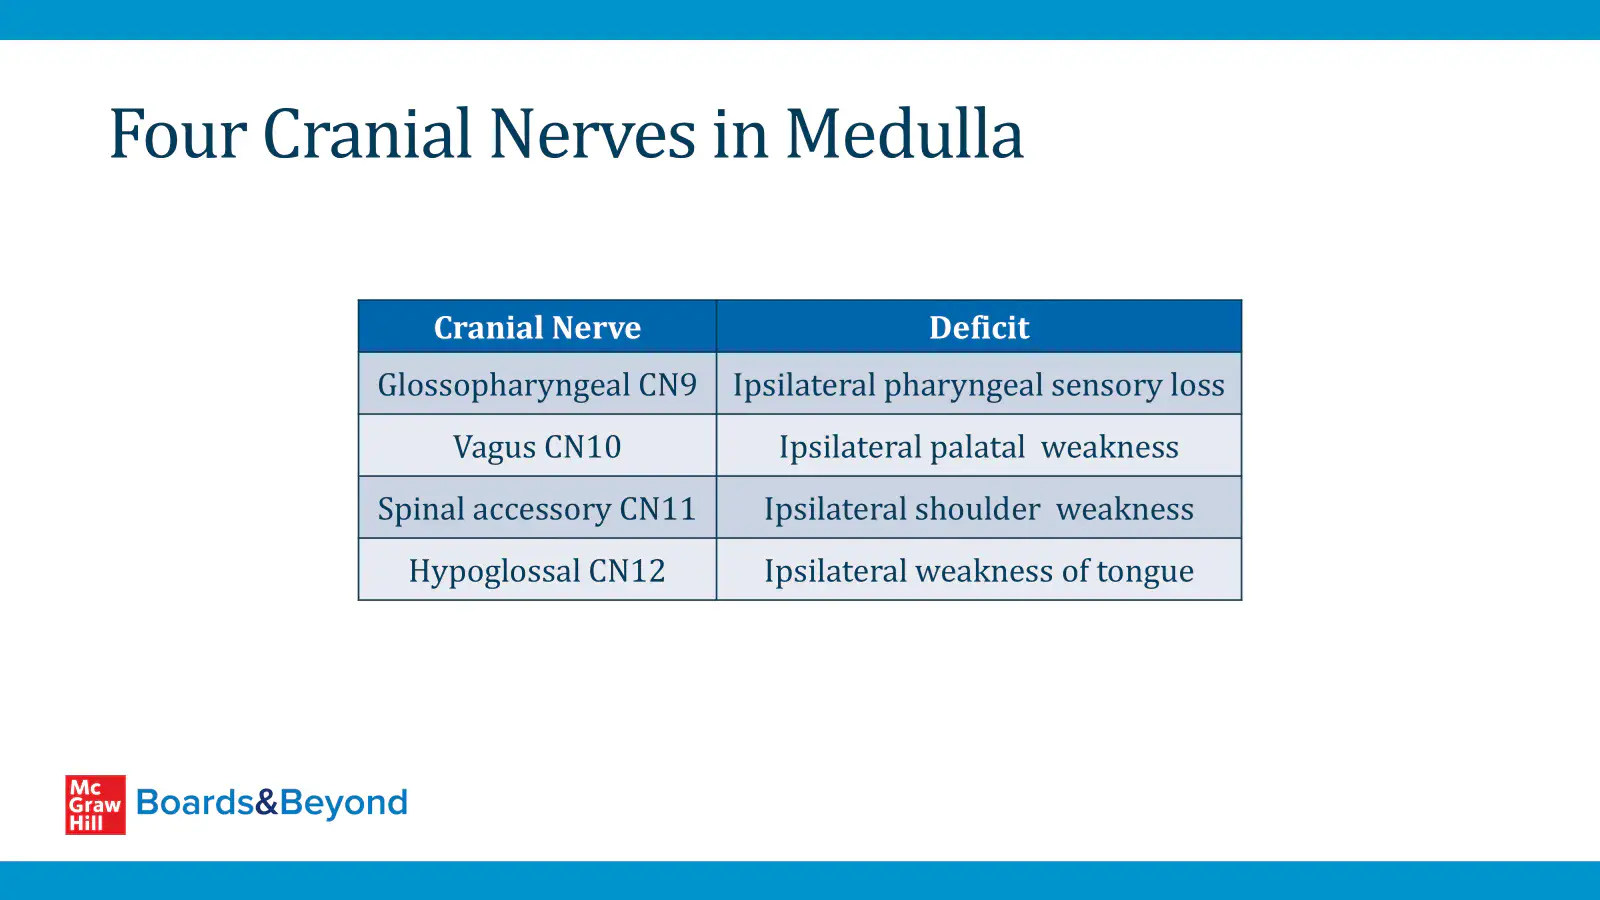 Four Cranial Nerves in Medulla
Cranial Nerve Deficit
Glossopharyngeal CN9 Ipsilateral pharyngeal sensory loss
Vagus CN10 Ipsilateral palatal  weakness
Spinal accessory CN11 Ipsilateral shoulder  weakness
Hypoglossal CN12 Ipsilateral weakness of tongue
Mc
Graw
Hill
Boards&Beyond